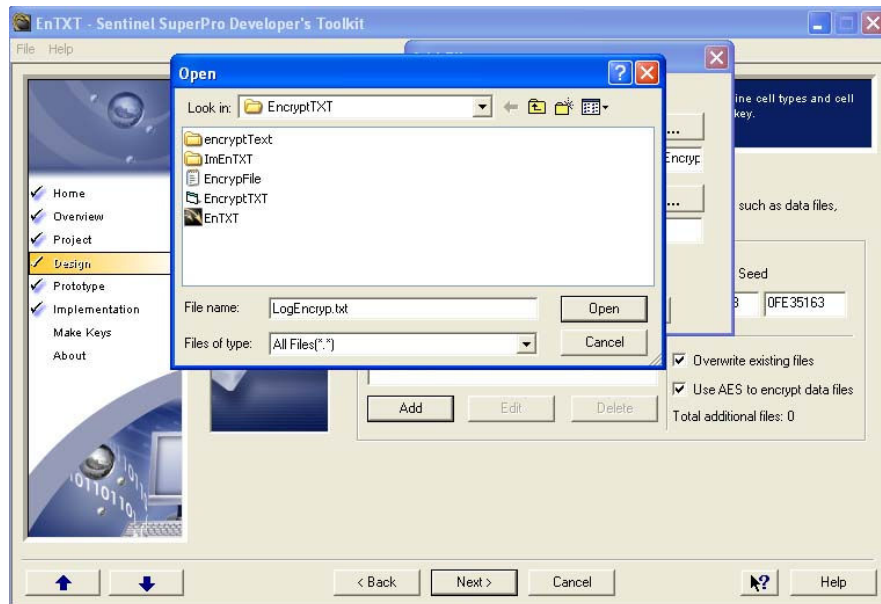 EnTXT - Sentinel SuperPro Developer's Toolkit
File Help
Open
Look in: EncryptTXT
encryptText
ImEnTXT
EncrypFile
EncryptTXT
EnTXT
File name: LogEncryp.txt Open
Files of type: All Files(*.*) Cancel
ine cell types and cell
key.
...
Encryp
...
such as data files,
Home
Overview
Project
Design
Prototype
Implementation
Make Keys
About
Seed
0FE35163
Overwrite existing files
Use AES to encrypt data files
Total additional files: 0
Add Edit Delete
< Back Next > Cancel Help